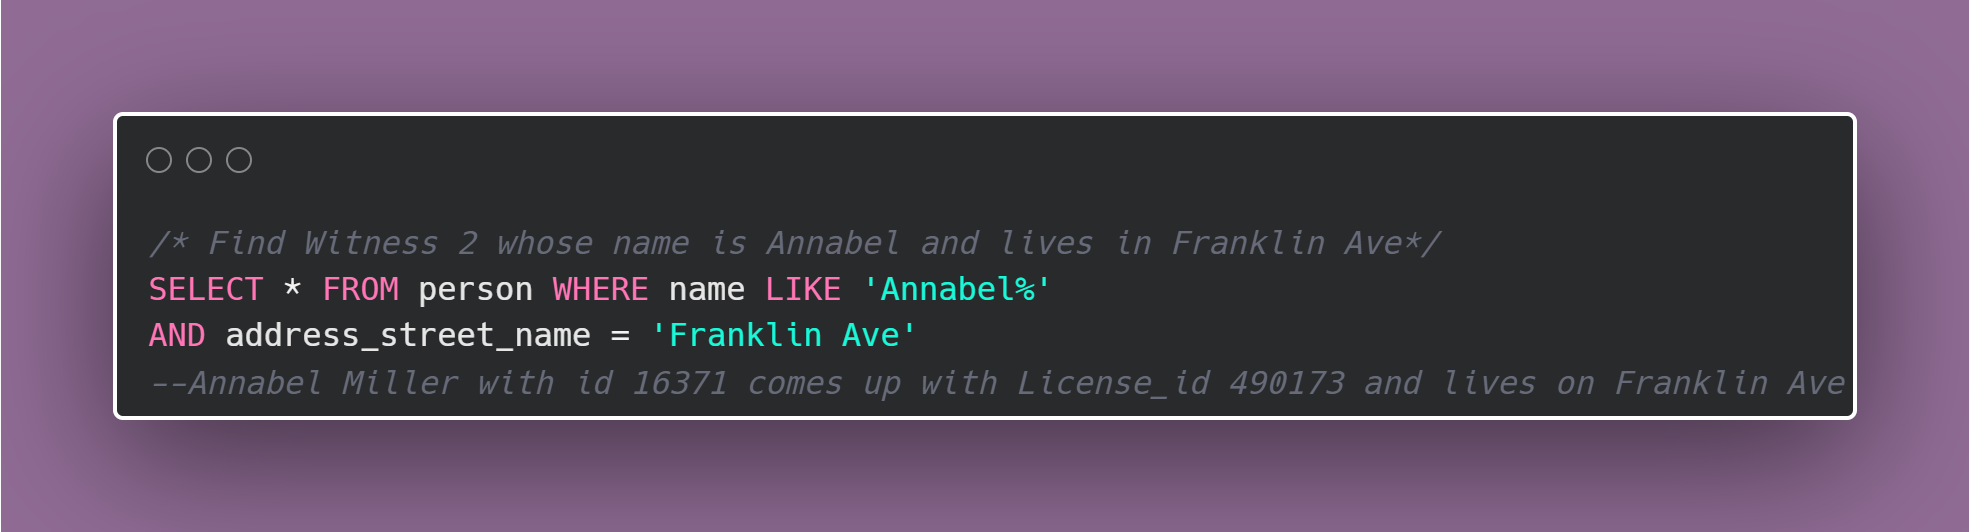 /* Find Witness 2 whose name is Annabel and lives in Franklin Ave*/
SELECT * FROM person WHERE name LIKE 'Annabel%'
AND address_street_name = 'Franklin Ave'
--Annabel Miller with id 16371 comes up with License_id 490173 and lives on Franklin Ave